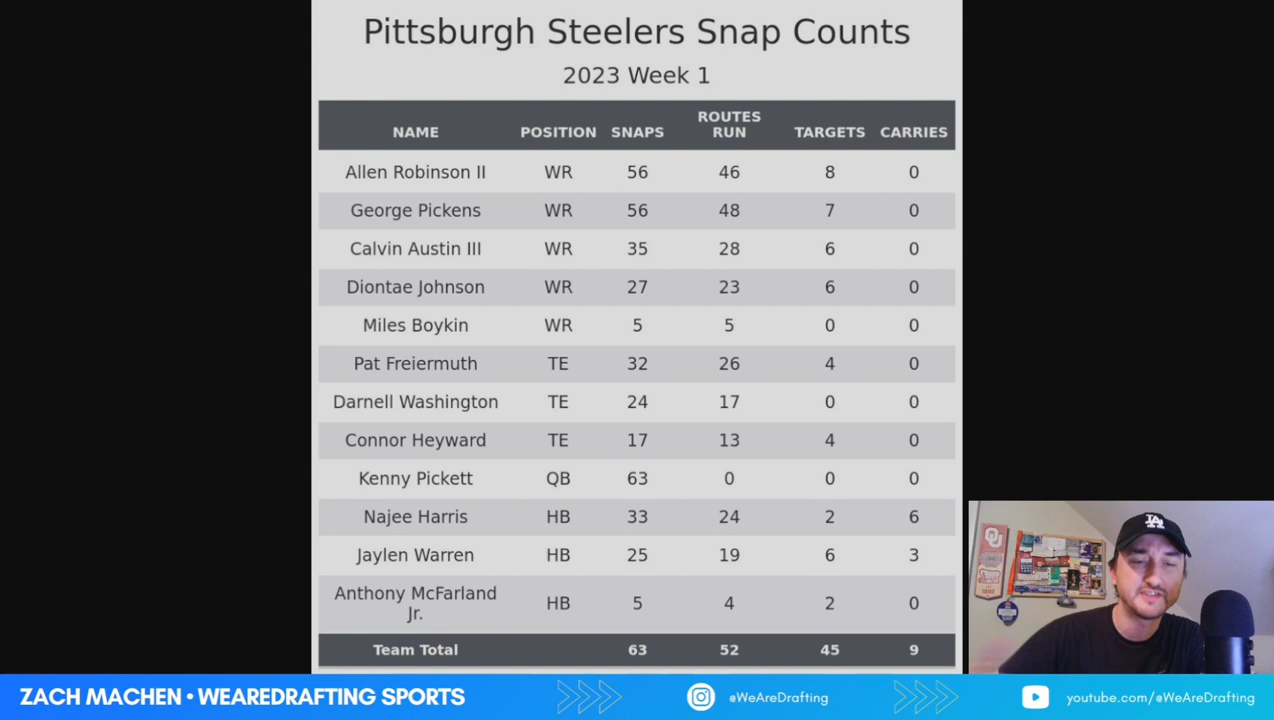 Pittsburgh Steelers Snap Counts
2023 Week 1
NAME POSITION SNAPS ROUTES RUN TARGETS CARRIES
Allen Robinson II WR 56 46 8 0
George Pickens WR 56 48 7 0
Calvin Austin III WR 35 28 6 0
Diontae Johnson WR 27 23 6 0
Miles Boykin WR 5 5 0 0
Pat Freiermuth TE 32 26 4 0
Darnell Washington TE 24 17 0 0
Connor Heyward TE 17 13 4 0
Kenny Pickett QB 63 0 0 0
Najee Harris HB 33 24 2 6
Jaylen Warren HB 25 19 6 3
Anthony McFarland Jr. HB 5 4 2 0
Team Total 63 52 45 9
LA
ZACH MACHEN • WEAREDRAFTING SPORTS @WeAreDrafting youtube.com/@WeAreDrafting